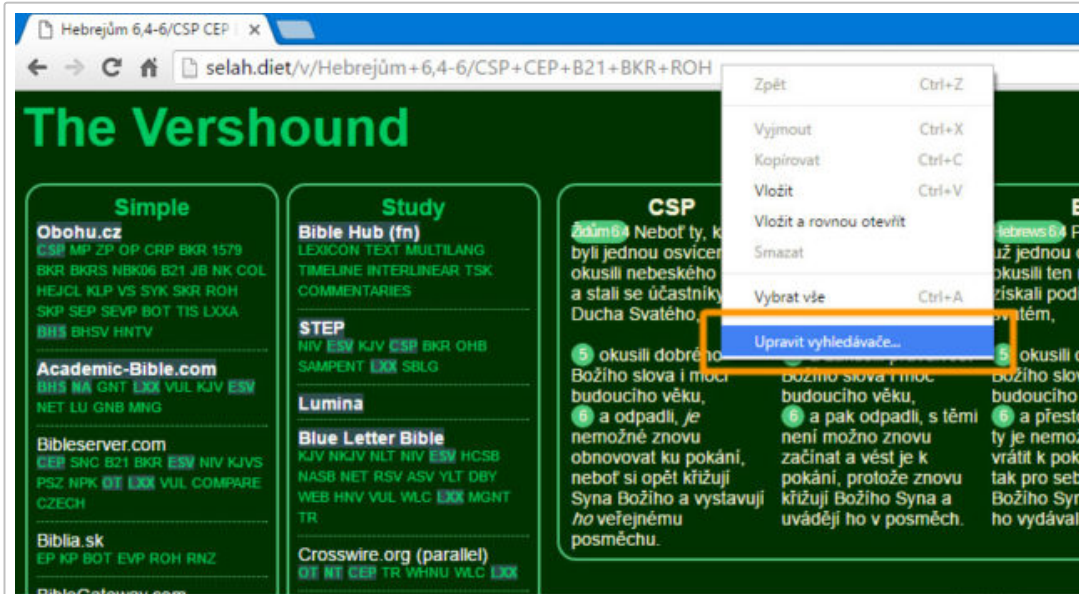 Hebrejům 6,4-6/CSP CEP
selah.diet/v/Hebrejům+6,4-6/CSP+CEP+B21+BKR+ROH
Zpět Ctrl+Z
Vyjmout Ctrl+X
Kopírovat Ctrl+C
Vložit Ctrl+V
Vložit a rovnou otevřít
Smazat
Vybrat vše Ctrl+A
Upravit vyhledávače...
The Vershound
Simple
Obohu.cz
CSP MP ZP OP CRP BKR 1579
BKR BKRS NBK06 B21 JB NK COL
HEJCL KLP VS SYK SKR ROH
SKP SEP SEVP BOT TIS LXXA
BHS BHSV HNTV
Academic-Bible.com
BHS NA GNT LXX VUL KJV ESV
NET LU GNB MNG
Bibleserver.com
CEP SNC B21 BKR ESV NIV KJVS
PSZ NPK OT LXX VUL COMPARE
CZECH
Biblia.sk
EP KP BOT EVP ROH RNZ
BibleGateway.com
Study
Bible Hub (fn)
LEXICON TEXT MULTILANG
TIMELINE INTERLINEAR TSK
COMMENTARIES
STEP
NIV ESV KJV CSP BKR OHB
SAMPENT LXX SBLG
Lumina
Blue Letter Bible
KJV NKJV NLT NIV ESV HCSB
NASB NET RSV ASV YLT DBY
WEB HNV VUL WLC LXX MGNT
TR
Crosswire.org (parallel)
OT NT CEP TR WHNU WLC LXX
CSP
Židům 6 4 Neboť ty, k
byli jednou osvícen
okusili nebeského
a stali se účastníky
Ducha Svatého,
5 okusili dobrého
Božího slova i moci
budoucího věku,
6 a odpadli, je
nemožné znovu
obnovovat ku pokání,
neboť si opět křižují
Syna Božího a vystavují
ho veřejnému
posměchu.
Božího slova i moc
budoucího věku,
6 a pak odpadli, s těmi
není možno znovu
začínat a vést je k
pokání, protože znovu
křižují Božího Syna a
uvádějí ho v posměch.
Hebrews 6 4
už jednou
okusili ten
získali pod
svatém,
5 okusili
Božího slov
budoucího
6 a přest
ty je nemož
vrátit k pok
tak pro seb
Božího Syn
ho vydával